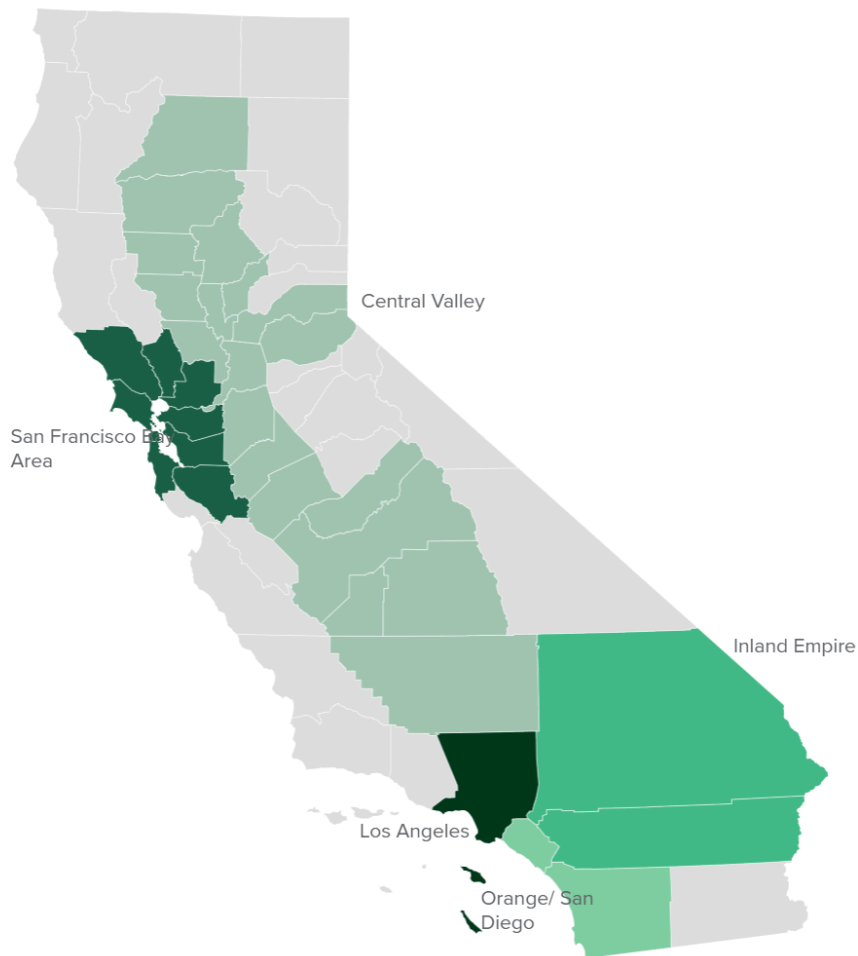 Central Valley
San Francisco Bay
Area
Inland Empire
Los Angeles
Orange/ San
Diego